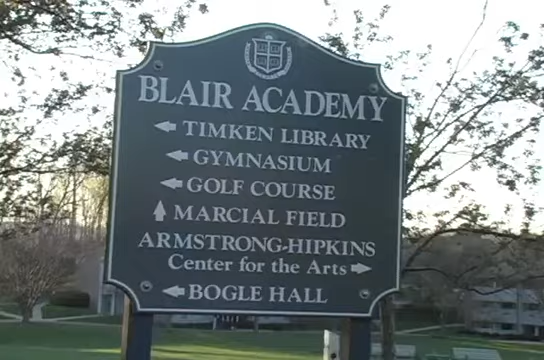 BLAIR ACADEMY
TIMKEN LIBRARY
GYMNASIUM
GOLF COURSE
MARCIAL FIELD
ARMSTRONG-HIPKINS
Center for the Arts
BOGLE HALL